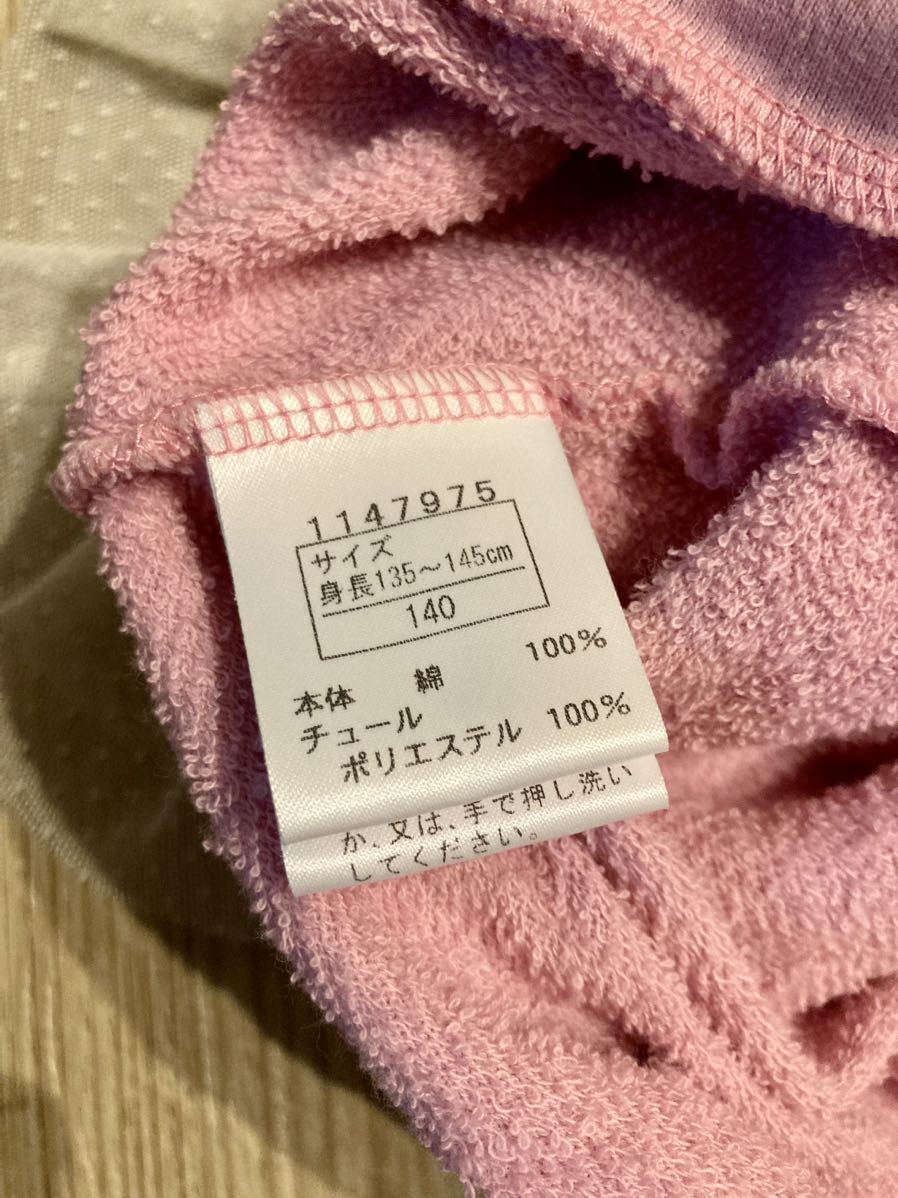 1147975
サイズ
身長135～145cm
140
本体 綿 100%
チュール
ポリエステル 100%
手で押し洗い
か、又は、
してください。